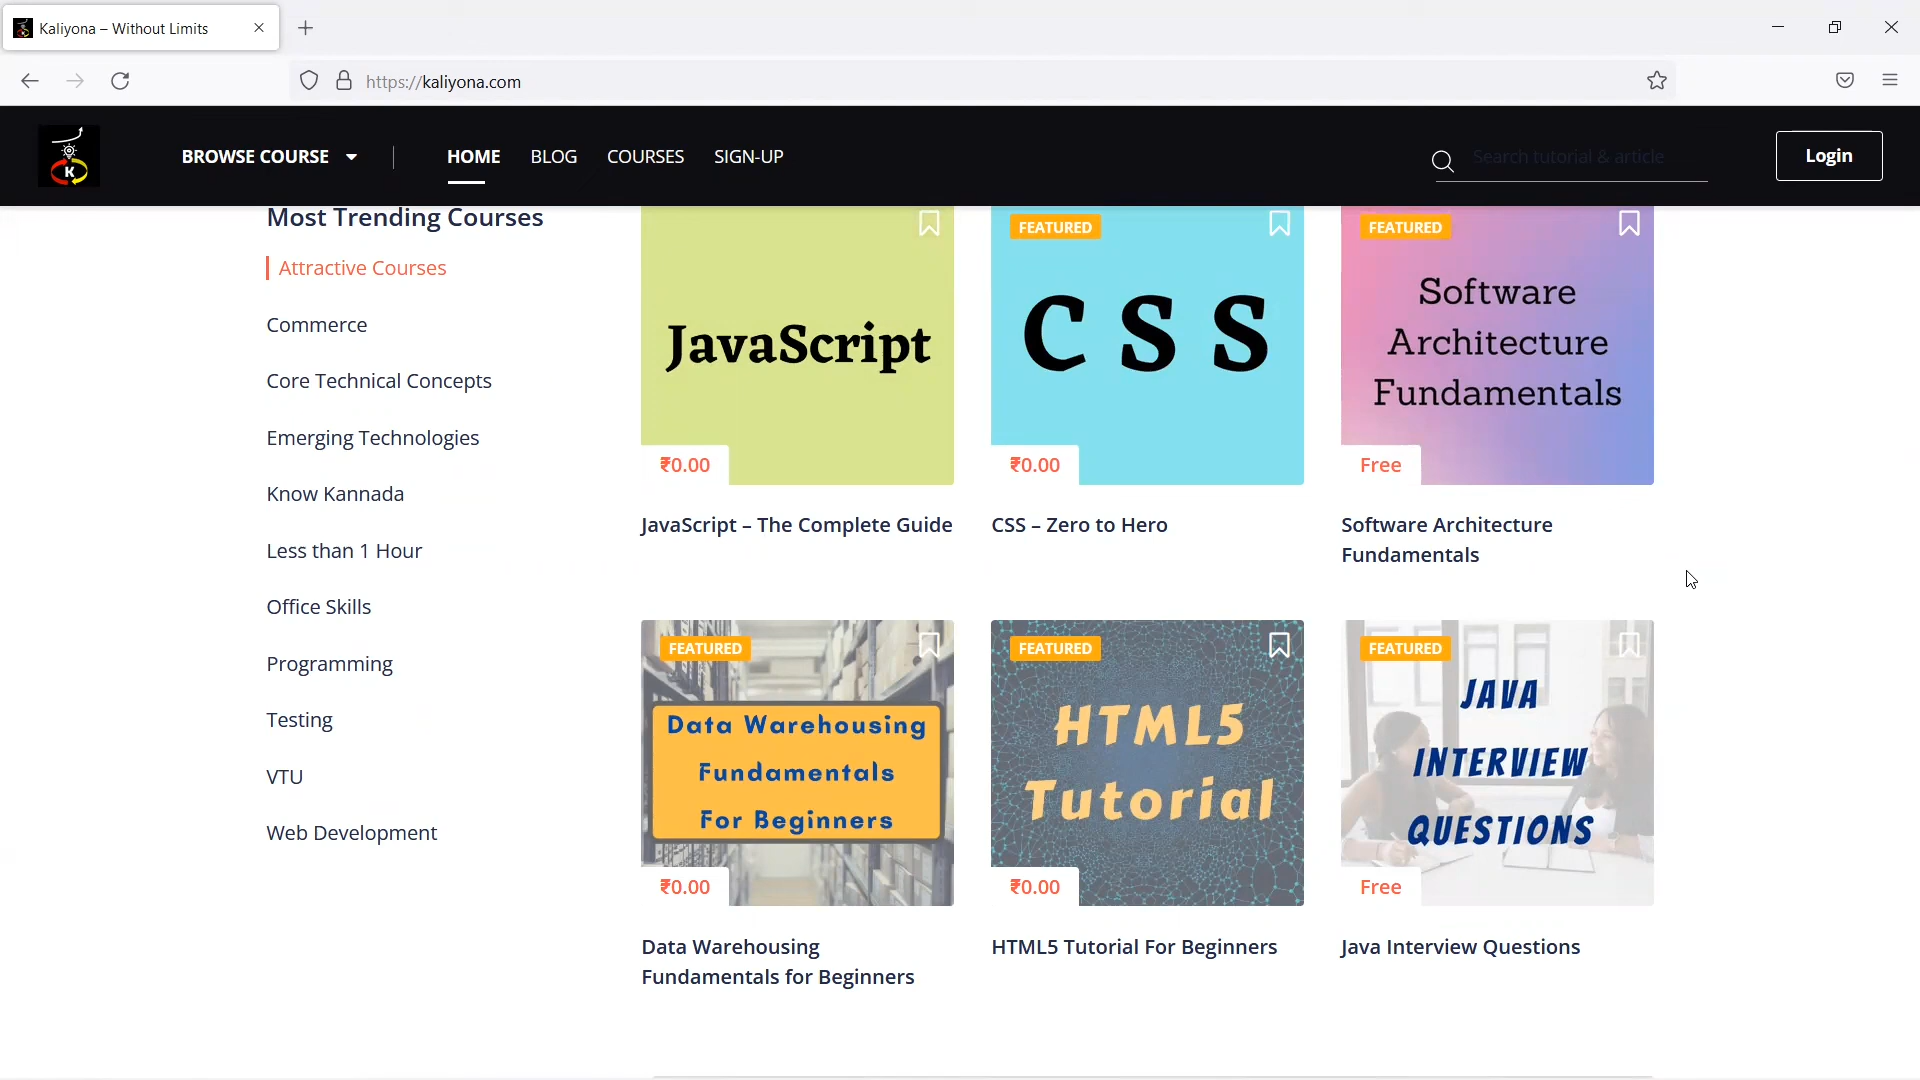 Kaliyona – Without Limits
https://kaliyona.com
K
BROWSE COURSE
HOME
BLOG
COURSES
SIGN-UP
Search tutorial & article
Login
Most Trending Courses
Attractive Courses
Commerce
Core Technical Concepts
Emerging Technologies
Know Kannada
Less than 1 Hour
Office Skills
Programming
Testing
VTU
Web Development
JavaScript
₹0.00
JavaScript – The Complete Guide
FEATURED
CSS
₹0.00
CSS – Zero to Hero
FEATURED
Software
Architecture
Fundamentals
Free
Software Architecture
Fundamentals
FEATURED
Data Warehousing
Fundamentals
For Beginners
₹0.00
Data Warehousing
Fundamentals for Beginners
FEATURED
HTML5
Tutorial
₹0.00
HTML5 Tutorial For Beginners
FEATURED
JAVA
INTERVIEW
QUESTIONS
Free
Java Interview Questions